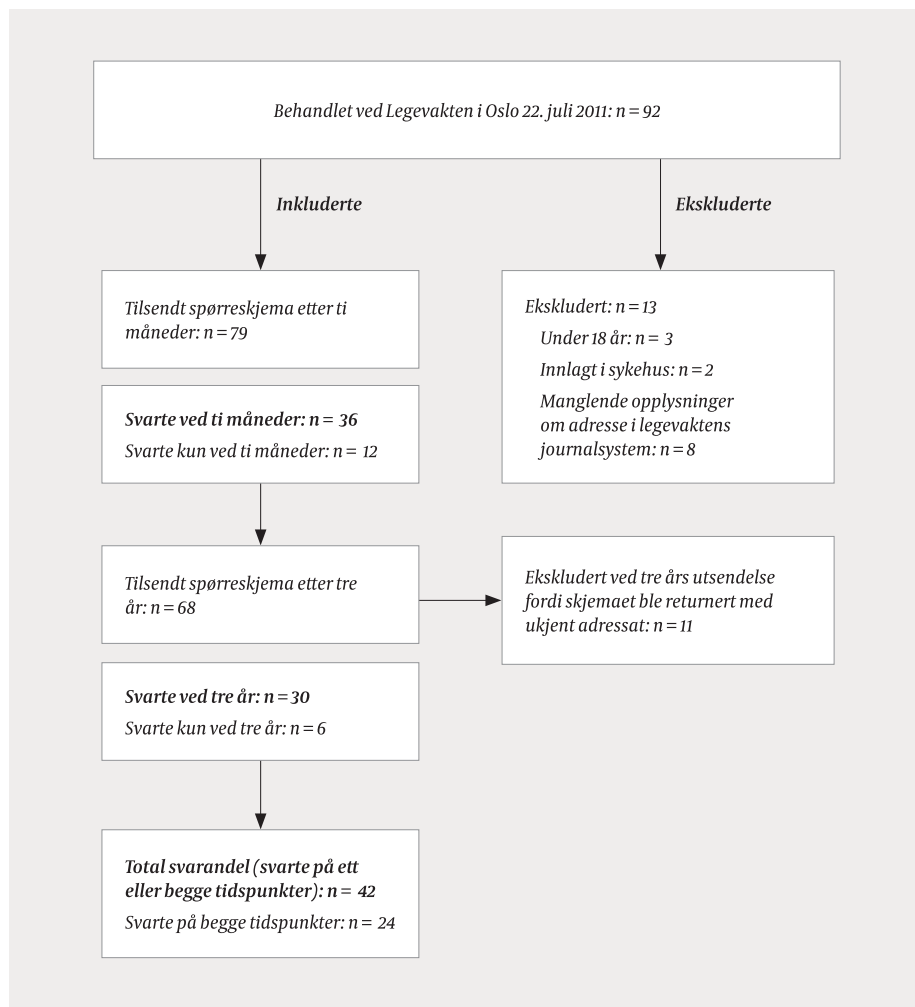 Behandlet ved Legevakten i Oslo 22. juli 2011: n = 92
Inkluderte
Ekskluderte
Tilsendt spørreskjema etter ti
måneder: n = 79
Ekskludert: n = 13
Under 18 år: n = 3
Innlagt i sykehus: n = 2
Manglende opplysninger
om adresse i legevaktens
journalsystem: n = 8
Svarte ved ti måneder: n = 36
Svarte kun ved ti måneder: n = 12
Tilsendt spørreskjema etter tre
år: n = 68
Ekskludert ved tre års utsendelse
fordi skjemaet ble returnert med
ukjent adressat: n = 11
Svarte ved tre år: n = 30
Svarte kun ved tre år: n = 6
Total svarandel (svarte på ett
eller begge tidspunkter): n = 42
Svarte på begge tidspunkter: n = 24